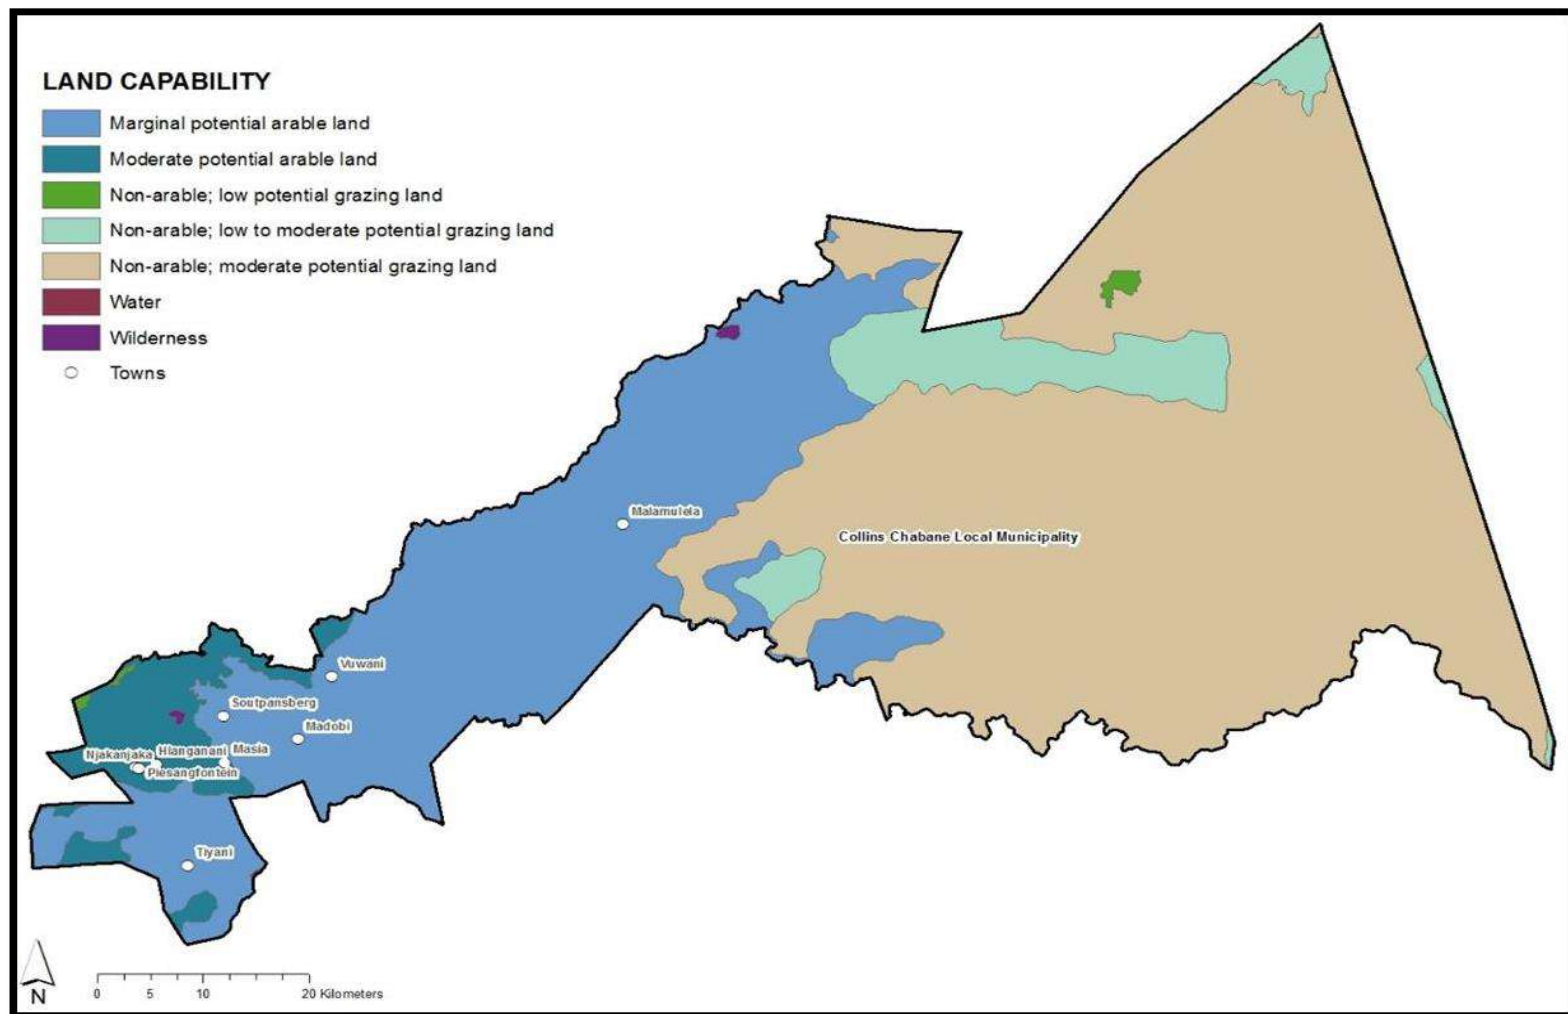 LAND CAPABILITY
Marginal potential arable land
Moderate potential arable land
Non-arable; low potential grazing land
Non-arable; low to moderate potential grazing land
Non-arable; moderate potential grazing land
Water
Wilderness
Towns
Malamulela
Collins Chabane Local Municipality
Vuwani
Soutpansberg
Madobi
Njakanjaka
Hlanganani
Masia
Piesangfontein
Tiyani
N
0 5 10 20 Kilometers